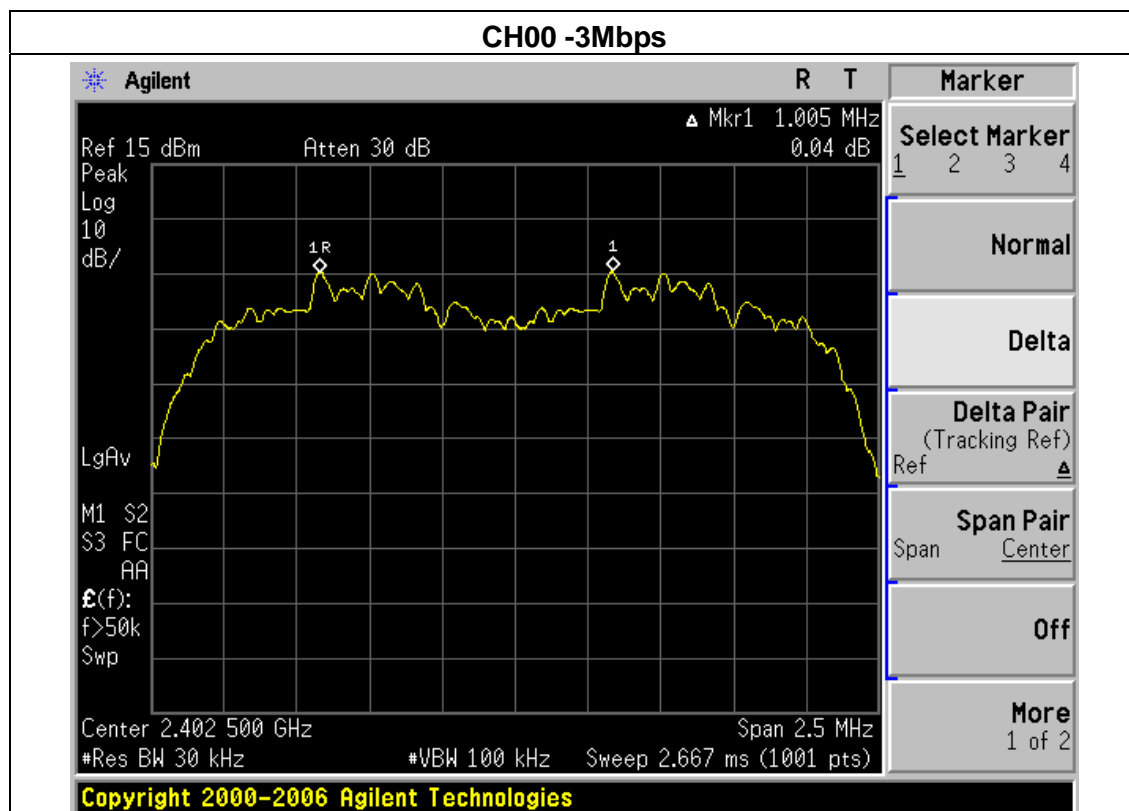 CH00 -3Mbps
Agilent
R T
Marker
Δ Mkr1 1.005 MHz
Ref 15 dBm Atten 30 dB 0.04 dB
Peak
Log
10
dB/
1R
1
LgAv
M1 S2
S3 FC
AA
£(f):
f>50k
Swp
Center 2.402 500 GHz Span 2.5 MHz
#Res BW 30 kHz #VBW 100 kHz Sweep 2.667 ms (1001 pts)
Select Marker
1 2 3 4
Normal
Delta
Delta Pair
(Tracking Ref)
Ref Δ
Span Pair
Span Center
Off
More
1 of 2
Copyright 2000-2006 Agilent Technologies